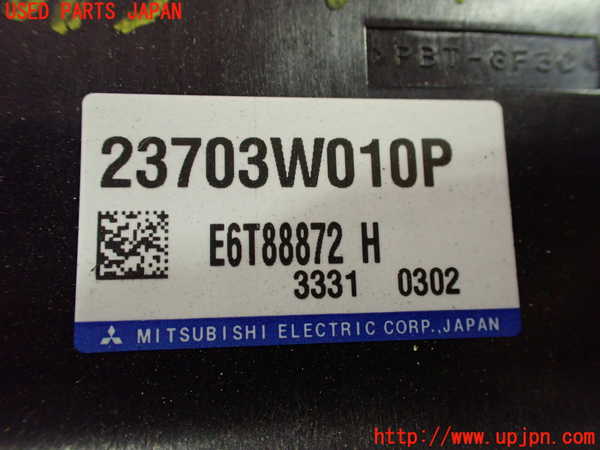 USED PARTS JAPAN
>PBT-GF30<
23703W010P
E6T88872 H
3331 0302
MITSUBISHI ELECTRIC CORP.,JAPAN
http://www.upjpn.com/